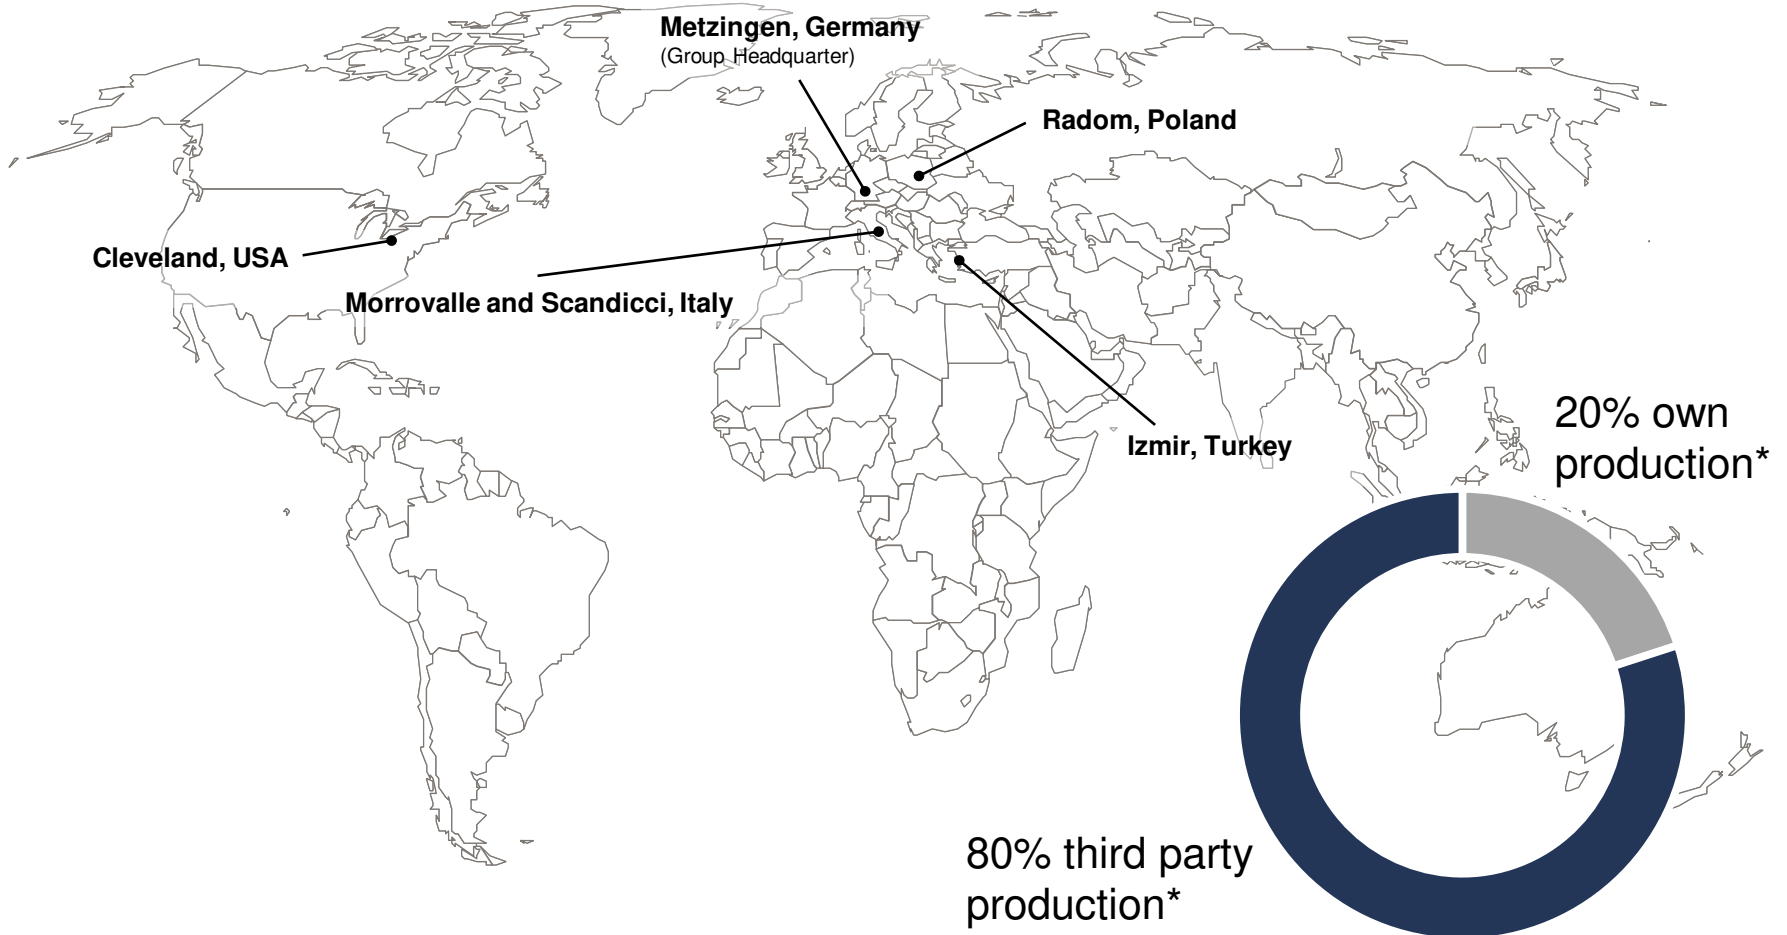 Metzingen, Germany
(Group Headquarter)
Radom, Poland
Cleveland, USA
Morrovalle and Scandicci, Italy
Izmir, Turkey
20% own
production*
80% third party
production*